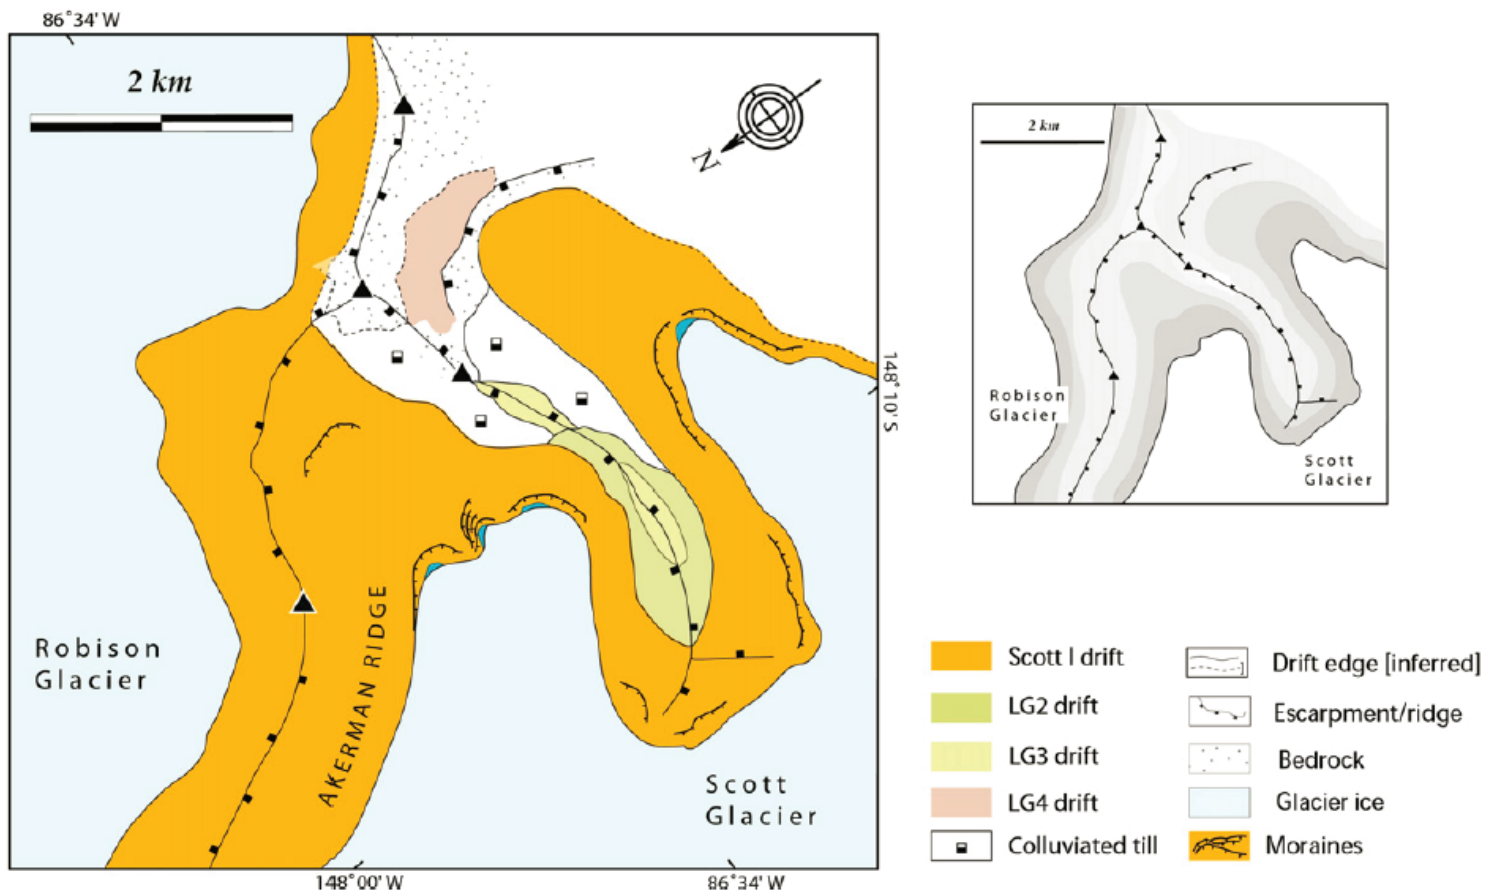 86°34' W
2 km
N
148°10' S
Robison
Glacier
AKERMAN RIDGE
Scott
Glacier
148°00' W
86°34' W
2 km
Robison
Glacier
Scott
Glacier
Scott I drift
LG2 drift
LG3 drift
LG4 drift
Colluviated till
Drift edge [inferred]
Escarpment/ridge
Bedrock
Glacier ice
Moraines